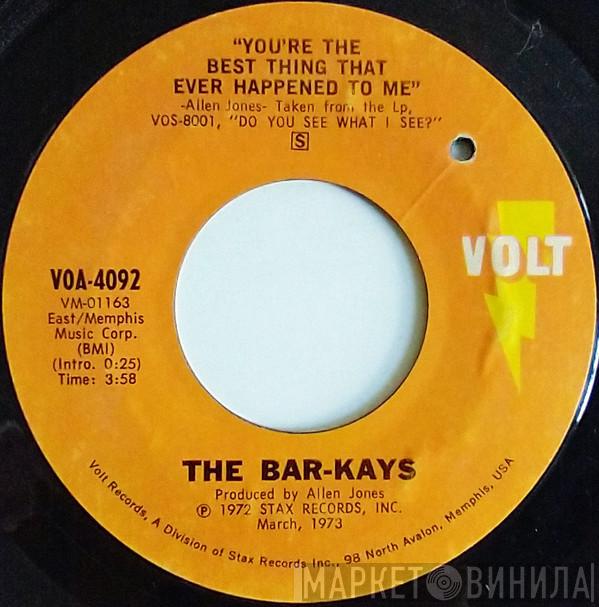 "YOU'RE THE
BEST THING THAT
EVER HAPPENED TO ME"
-Allen Jones- Taken from the Lp,
VOS-8001, "DO YOU SEE WHAT I SEE?"
S
VOLT
VOA-4092
VM-01163
East/Memphis
Music Corp.
(BMI)
(Intro. 0:25)
Time: 3:58
THE BAR-KAYS
Produced by Allen Jones
℗ 1972 STAX RECORDS, INC.
March, 1973
Volt Records, A Division of Stax Records Inc., 98 North Avalon, Memphis, USA
МАРКЕТ ВИНИЛА